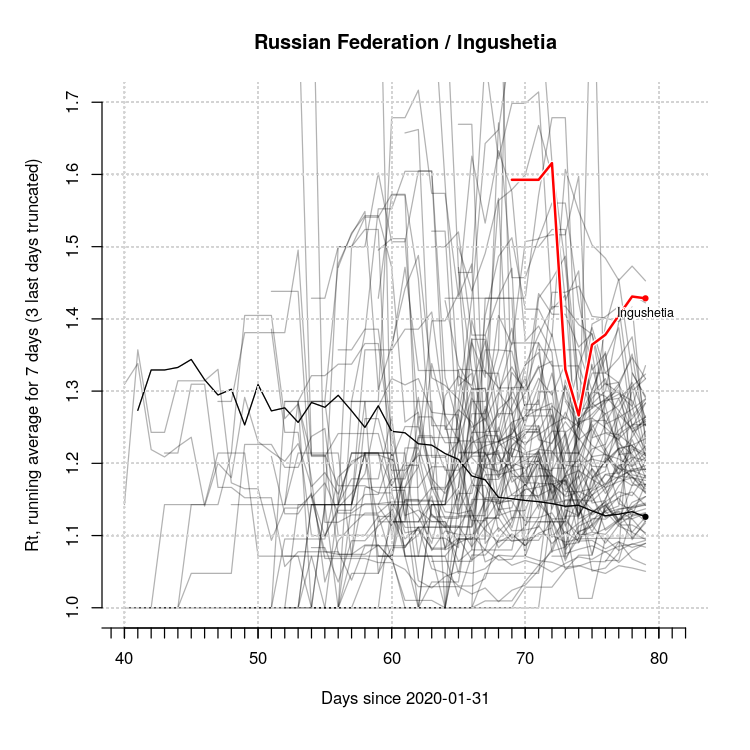 Russian Federation / Ingushetia
Rt, running average for 7 days (3 last days truncated)
1.7
1.6
1.5
1.4
1.3
1.2
1.1
1.0
Ingushetia
40 50 60 70 80
Days since 2020-01-31